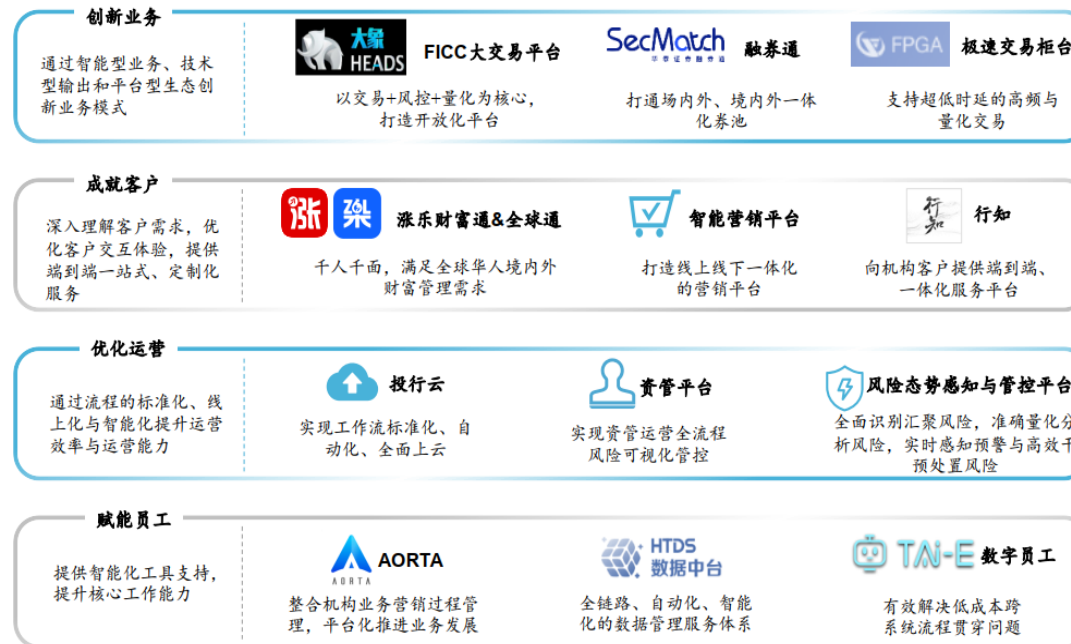 创新业务
通过智能型业务、技术
型输出和平台型生态创
新业务模式
大象
HEADS
FICC大交易平台
以交易+风控+量化为核心，
打造开放化平台
SecMatch
华泰证券融券通
融券通
打通场内外、境内外一体
化券池
FPGA
极速交易柜台
支持超低时延的高频与
量化交易
成就客户
深入理解客户需求，优
化客户交互体验，提供
端到端一站式、定制化
服务
涨
涨乐财富通&全球通
千人千面，满足全球华人境内外
财富管理需求
智能营销平台
打造线上线下一体化
的营销平台
行知
行知
向机构客户提供端到端、
一体化服务平台
优化运营
通过流程的标准化、线
上化与智能化提升运营
效率与运营能力
投行云
实现工作流标准化、自
动化、全面上云
资管平台
实现资管运营全流程
风险可视化管控
风险态势感知与管控平台
全面识别汇聚风险，准确量化分
析风险，实时感知预警与高效干
预处置风险
赋能员工
提供智能化工具支持，
提升核心工作能力
AORTA
AORTA
整合机构业务营销过程管
理，平台化推进业务发展
HTDS
数据中台
全链路、自动化、智能
化的数据管理服务体系
TAI-E
数字员工
有效解决低成本跨
系统流程贯穿问题